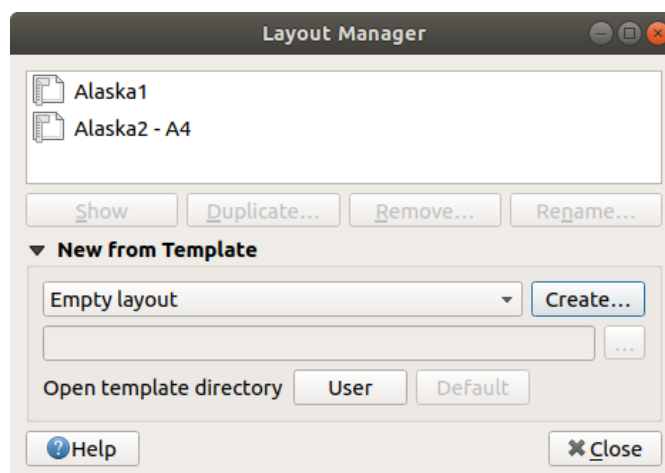 Layout Manager
Alaska1
Alaska2 - A4
Show Duplicate... Remove... Rename...
New from Template
Empty layout Create...
...
Open template directory User Default
?Help Close